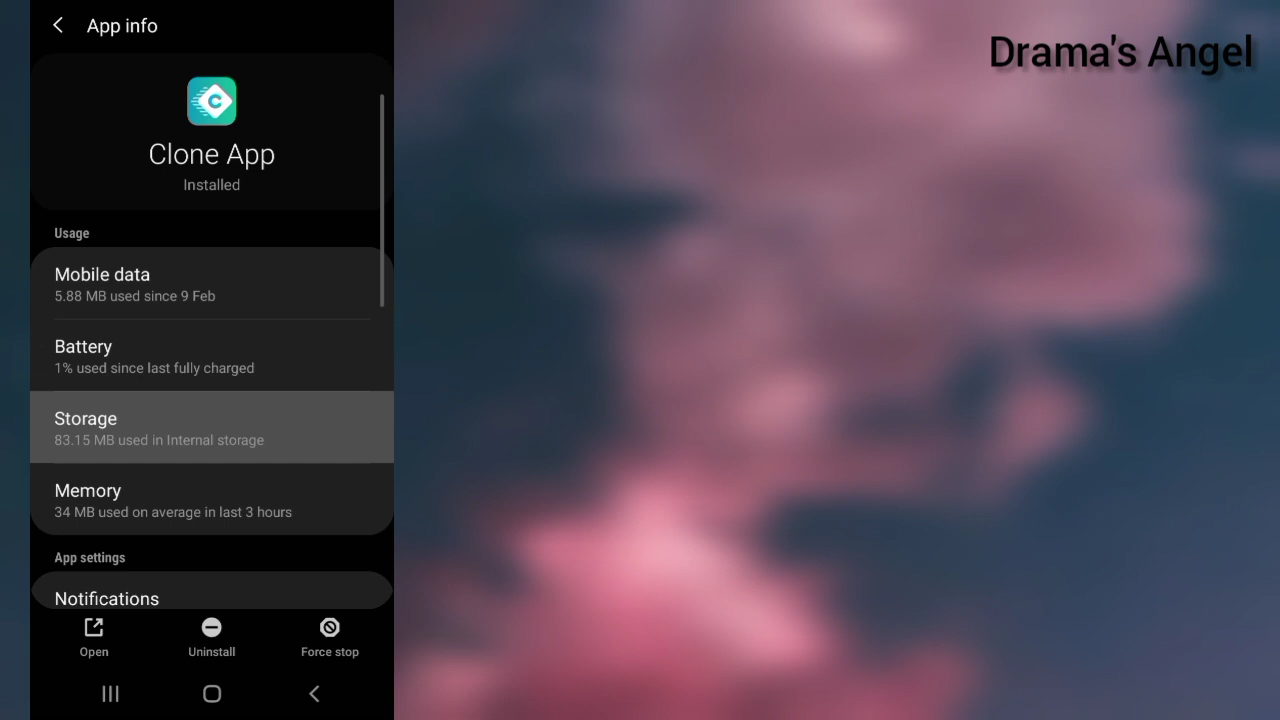 App info
Drama's Angel
Clone App
Installed
Usage
Mobile data
5.88 MB used since 9 Feb
Battery
1% used since last fully charged
Storage
83.15 MB used in Internal storage
Memory
34 MB used on average in last 3 hours
App settings
Notifications
Open
Uninstall
Force stop